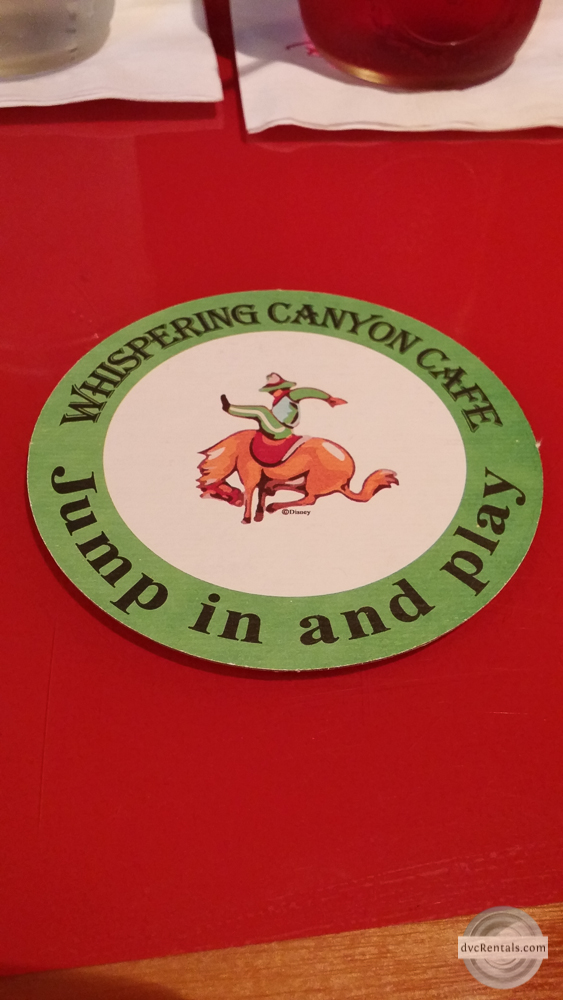 WHISPERING CANYON CAFE
©Disney
Jump in and play
dvcRentals.com